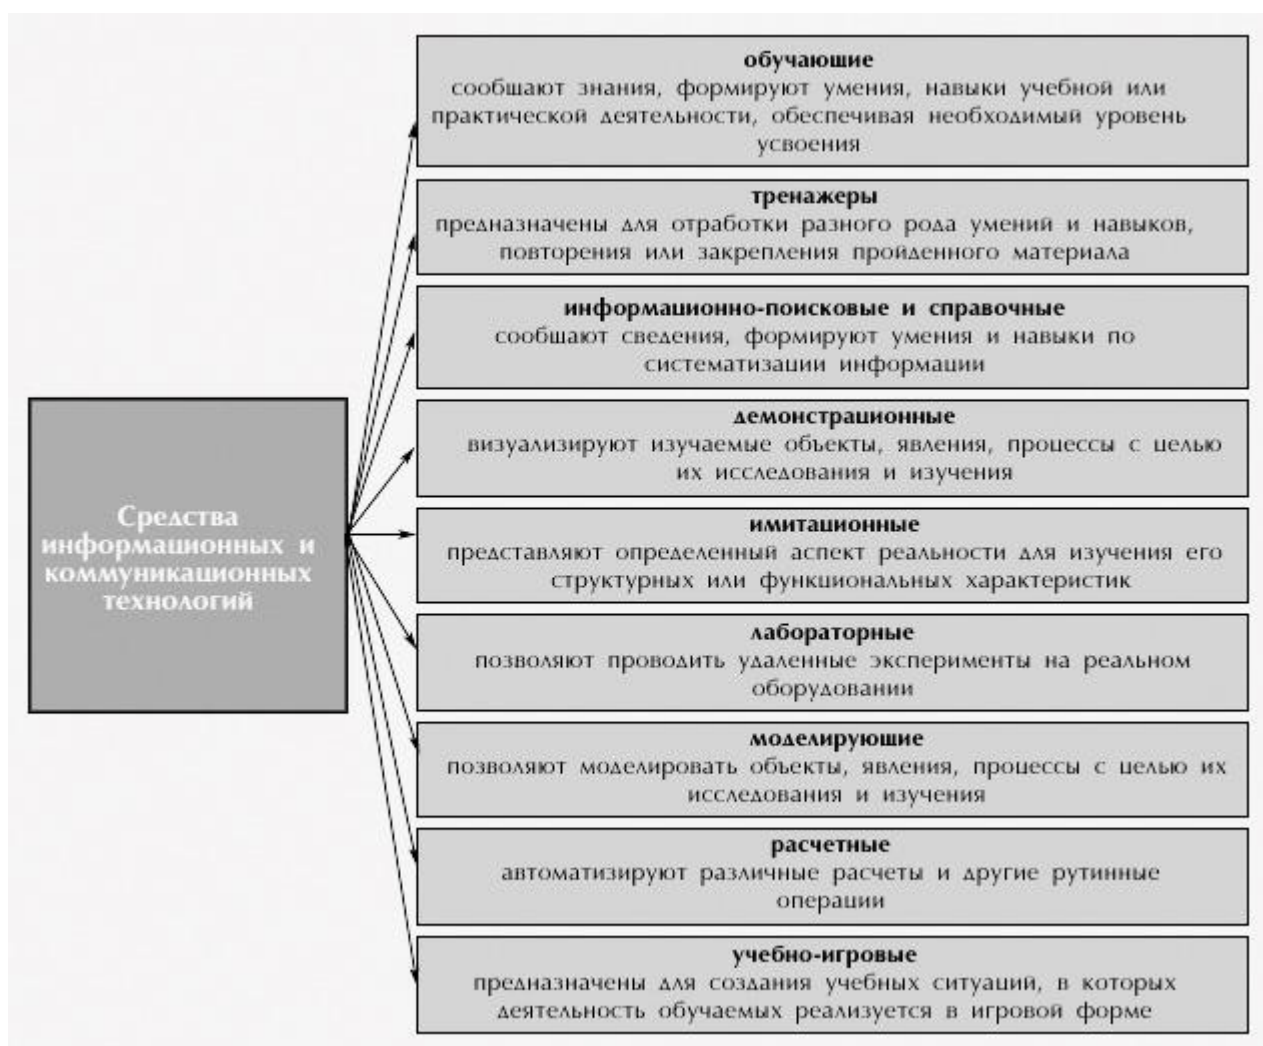 Средства
информационных и
коммуникационных
технологий
обучающие
сообщают знания, формируют умения, навыки учебной или
практической деятельности, обеспечивая необходимый уровень
усвоения
тренажеры
предназначены для отработки разного рода умений и навыков,
повторения или закрепления пройденного материала
информационно-поисковые и справочные
сообщают сведения, формируют умения и навыки по
систематизации информации
демонстрационные
визуализируют изучаемые объекты, явления, процессы с целью
их исследования и изучения
имитационные
представляют определенный аспект реальности для изучения его
структурных или функциональных характеристик
лабораторные
позволяют проводить удаленные эксперименты на реальном
оборудовании
моделирующие
позволяют моделировать объекты, явления, процессы с целью их
исследования и изучения
расчетные
автоматизируют различные расчеты и другие рутинные
операции
учебно-игровые
предназначены для создания учебных ситуаций, в которых
деятельность обучаемых реализуется в игровой форме